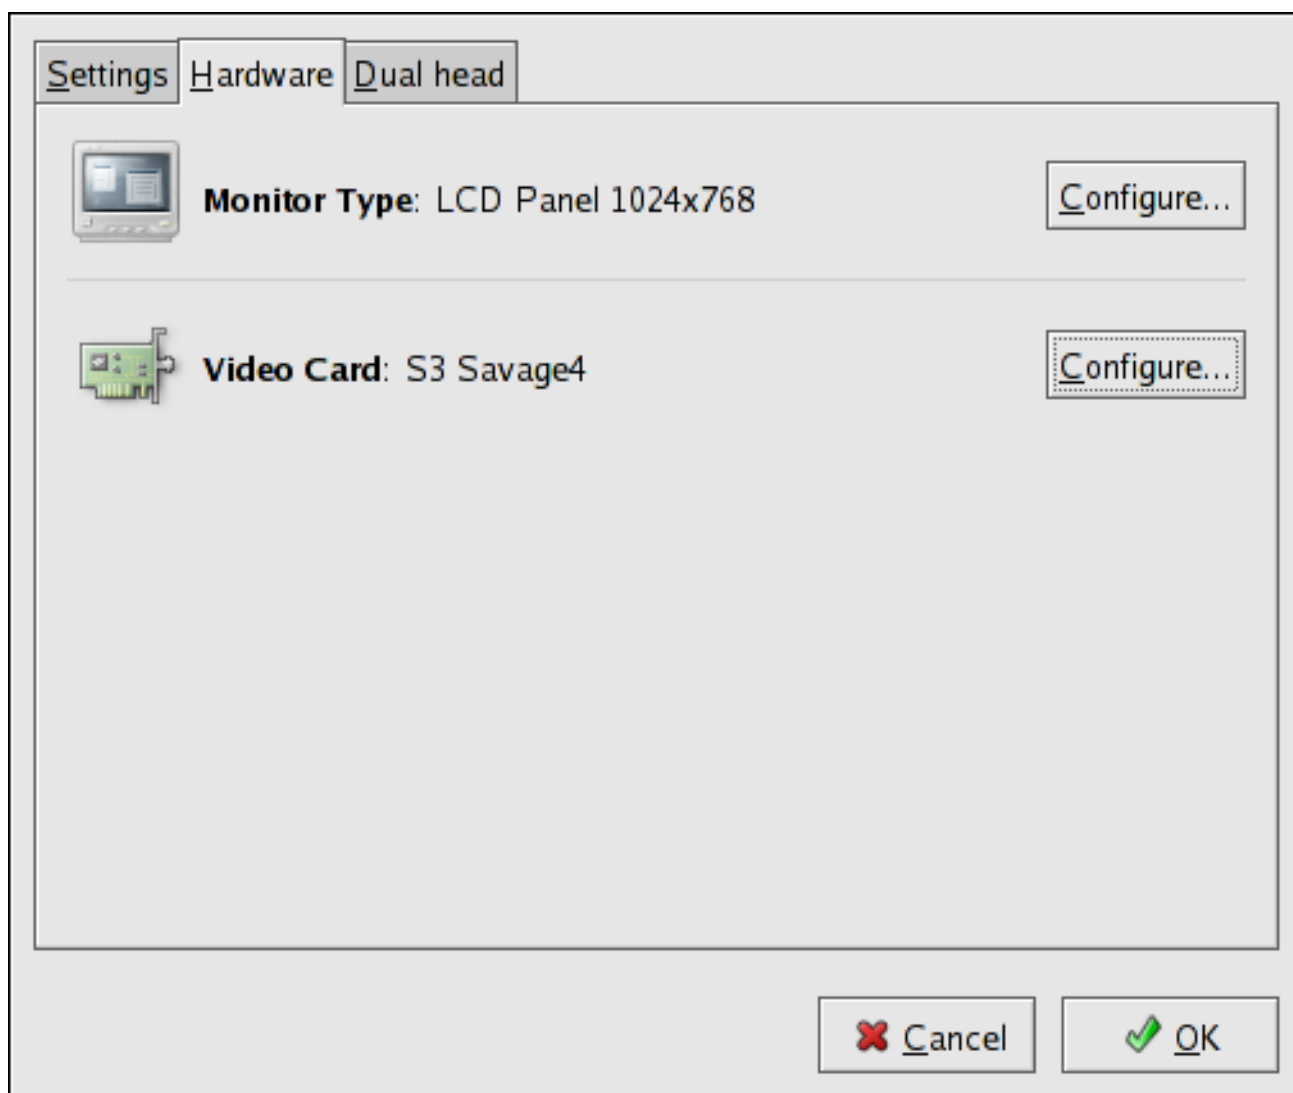 Settings Hardware Dual head
Monitor Type: LCD Panel 1024x768 Configure...
Video Card: S3 Savage4 Configure...
Cancel OK